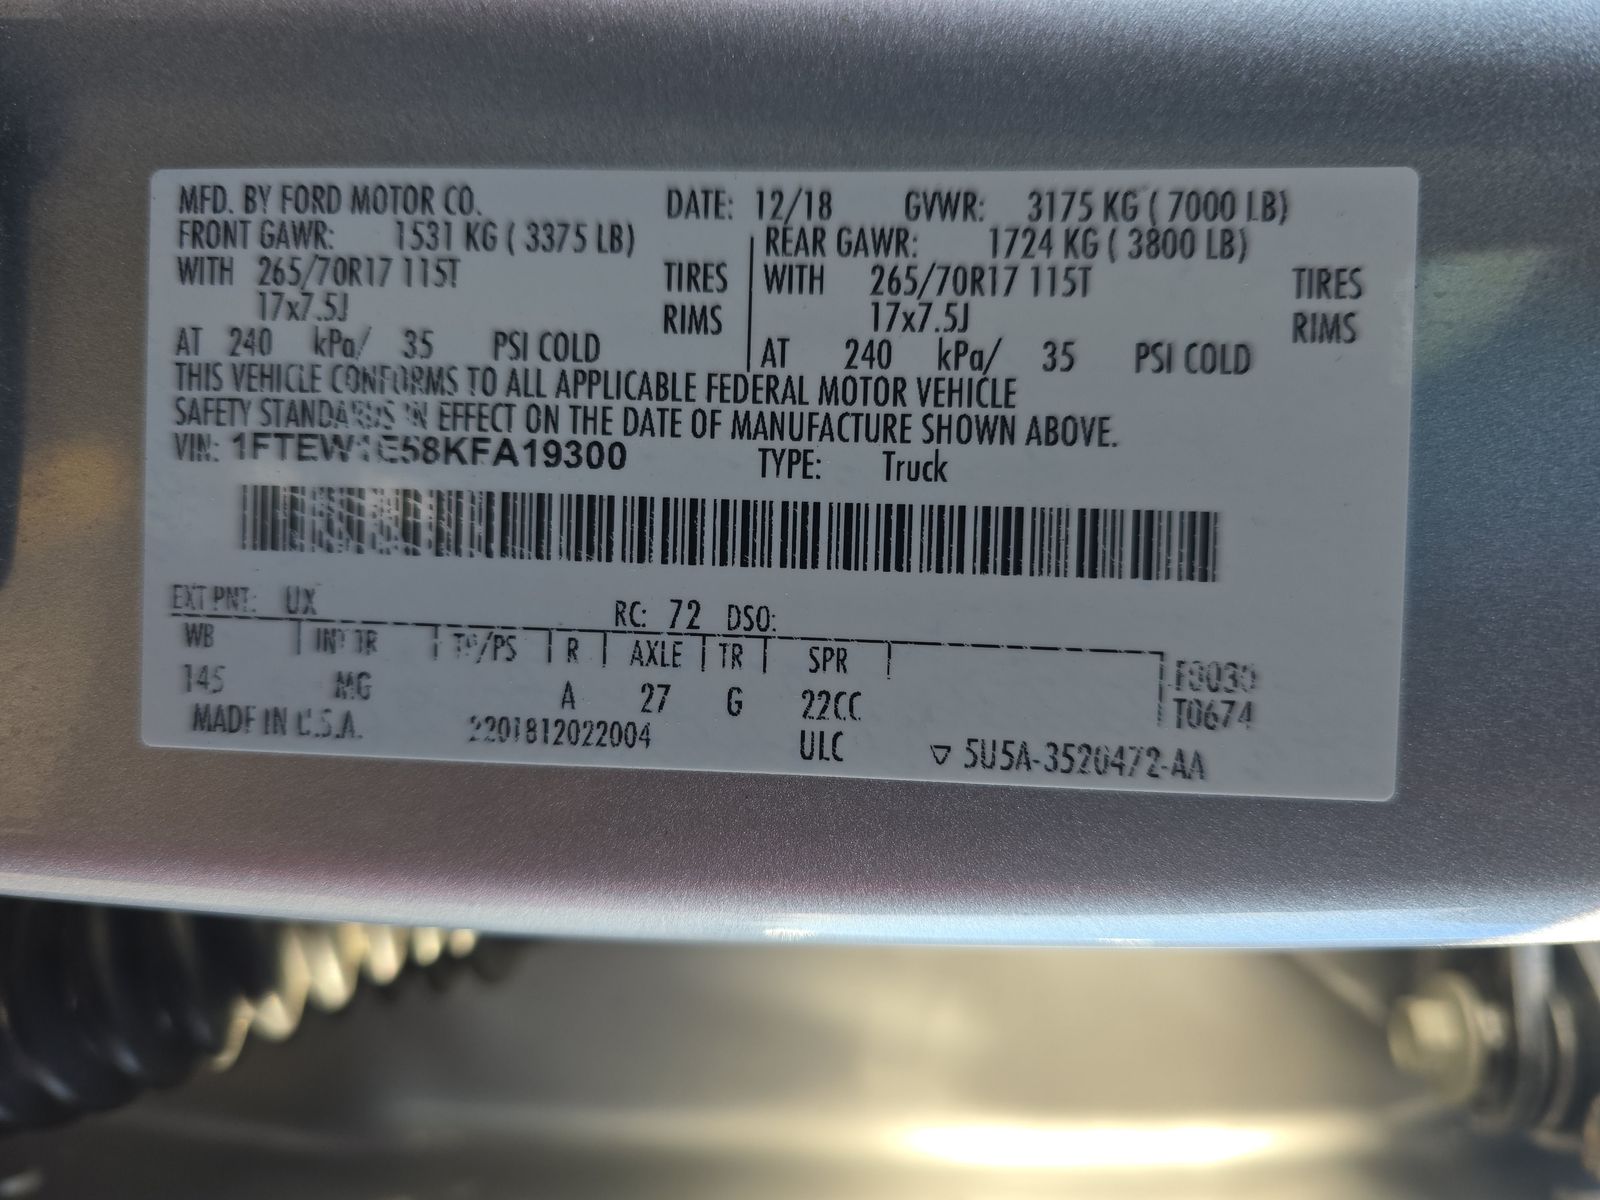 MFD. BY FORD MOTOR CO. DATE: 12/18 GVWR: 3175 KG ( 7000 LB)
FRONT GAWR: 1531 KG ( 3375 LB) REAR GAWR: 1724 KG ( 3800 LB)
WITH 265/70R17 115T TIRES WITH 265/70R17 115T TIRES
17x7.5J RIMS 17x7.5J RIMS
AT 240 kPa/ 35 PSI COLD AT 240 kPa/ 35 PSI COLD
THIS VEHICLE CONFORMS TO ALL APPLICABLE FEDERAL MOTOR VEHICLE
SAFETY STANDARDS IN EFFECT ON THE DATE OF MANUFACTURE SHOWN ABOVE.
VIN: 1FTEW1E58KFA19300 TYPE: Truck
EXT PNT: UX RC: 72 DSO:
WB INT TR TP/PS R AXLE TR SPR F0030
145 MG A 27 G 22CC T0674
MADE IN U.S.A. 2201812022004 ULC ▽ 5U5A-3520472-AA